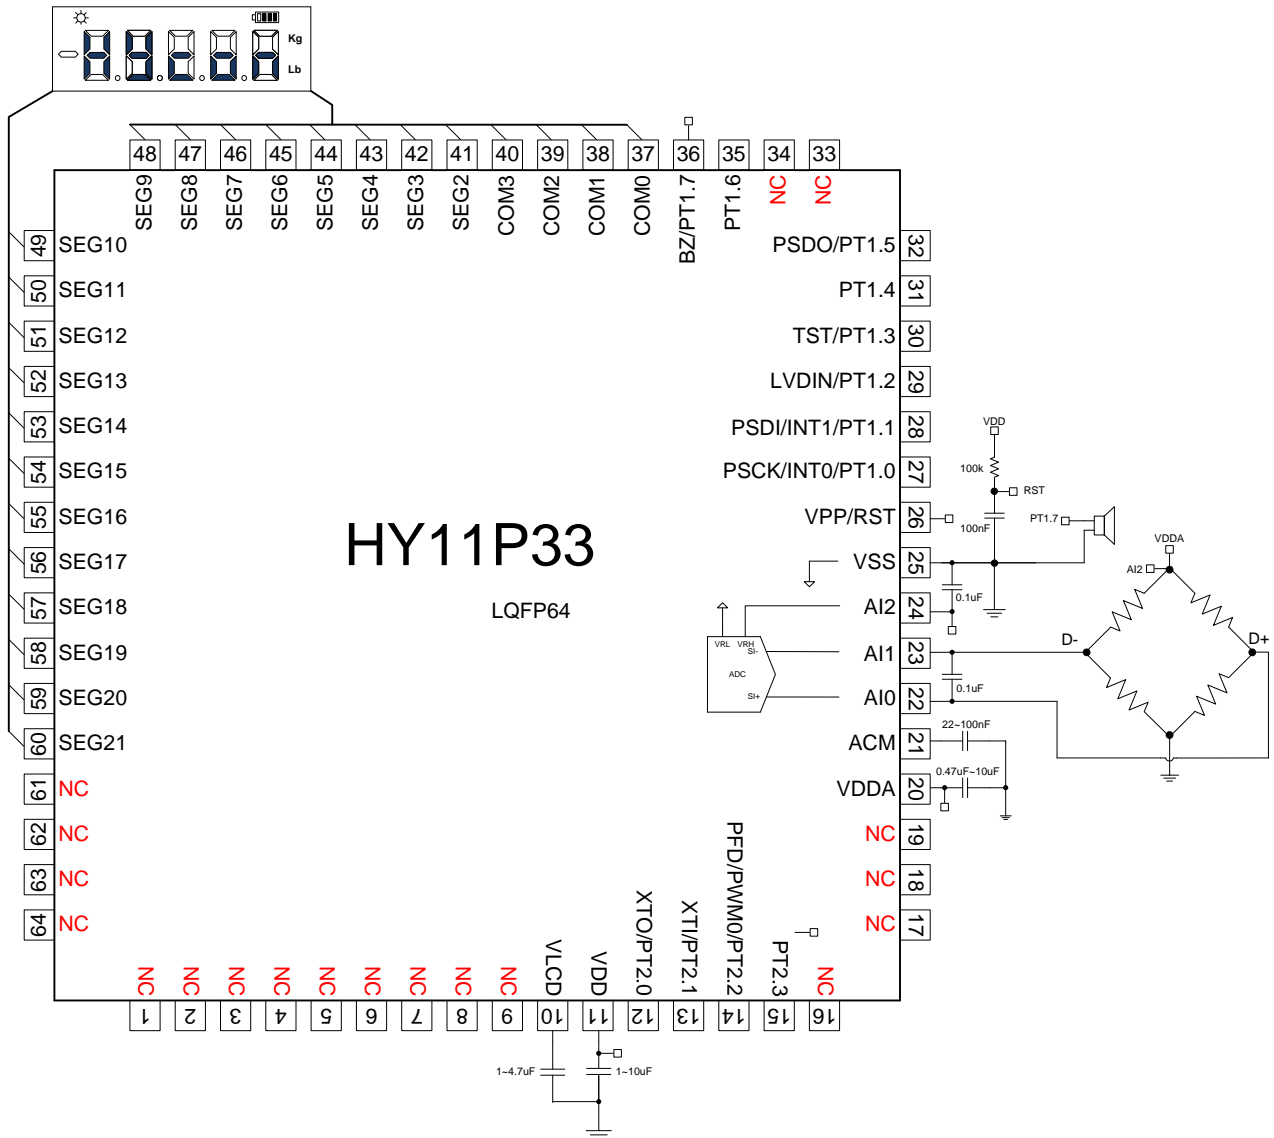 Kg
Lb
48 47 46 45 44 43 42 41 40 39 38 37 36 35 34 33
SEG9 SEG8 SEG7 SEG6 SEG5 SEG4 SEG3 SEG2 COM3 COM2 COM1 COM0 BZ/PT1.7 PT1.6 NC NC
49 SEG10
50 SEG11
51 SEG12
52 SEG13
53 SEG14
54 SEG15
55 SEG16
56 SEG17
57 SEG18
58 SEG19
59 SEG20
60 SEG21
61 NC
62 NC
63 NC
64 NC
HY11P33
LQFP64
PSDO/PT1.5 32
PT1.4 31
TST/PT1.3 30
LVDIN/PT1.2 29
PSDI/INT1/PT1.1 28
PSCK/INT0/PT1.0 27
VPP/RST 26
VSS 25
AI2 24
AI1 23
AI0 22
ACM 21
VDDA 20
NC 19
NC 18
NC 17
VRL VRH
SI-
ADC
SI+
VDD
100k
RST
100nF
PT1.7
0.1uF
VDDA
AI2
D-
D+
0.1uF
22~100nF
0.47uF~10uF
NC NC NC NC NC NC NC NC NC VLCD VDD XTO/PT2.0 XTI/PT2.1 PFD/PWM0/PT2.2 PT2.3 NC
1 2 3 4 5 6 7 8 9 10 11 12 13 14 15 16
1~4.7uF
1~10uF